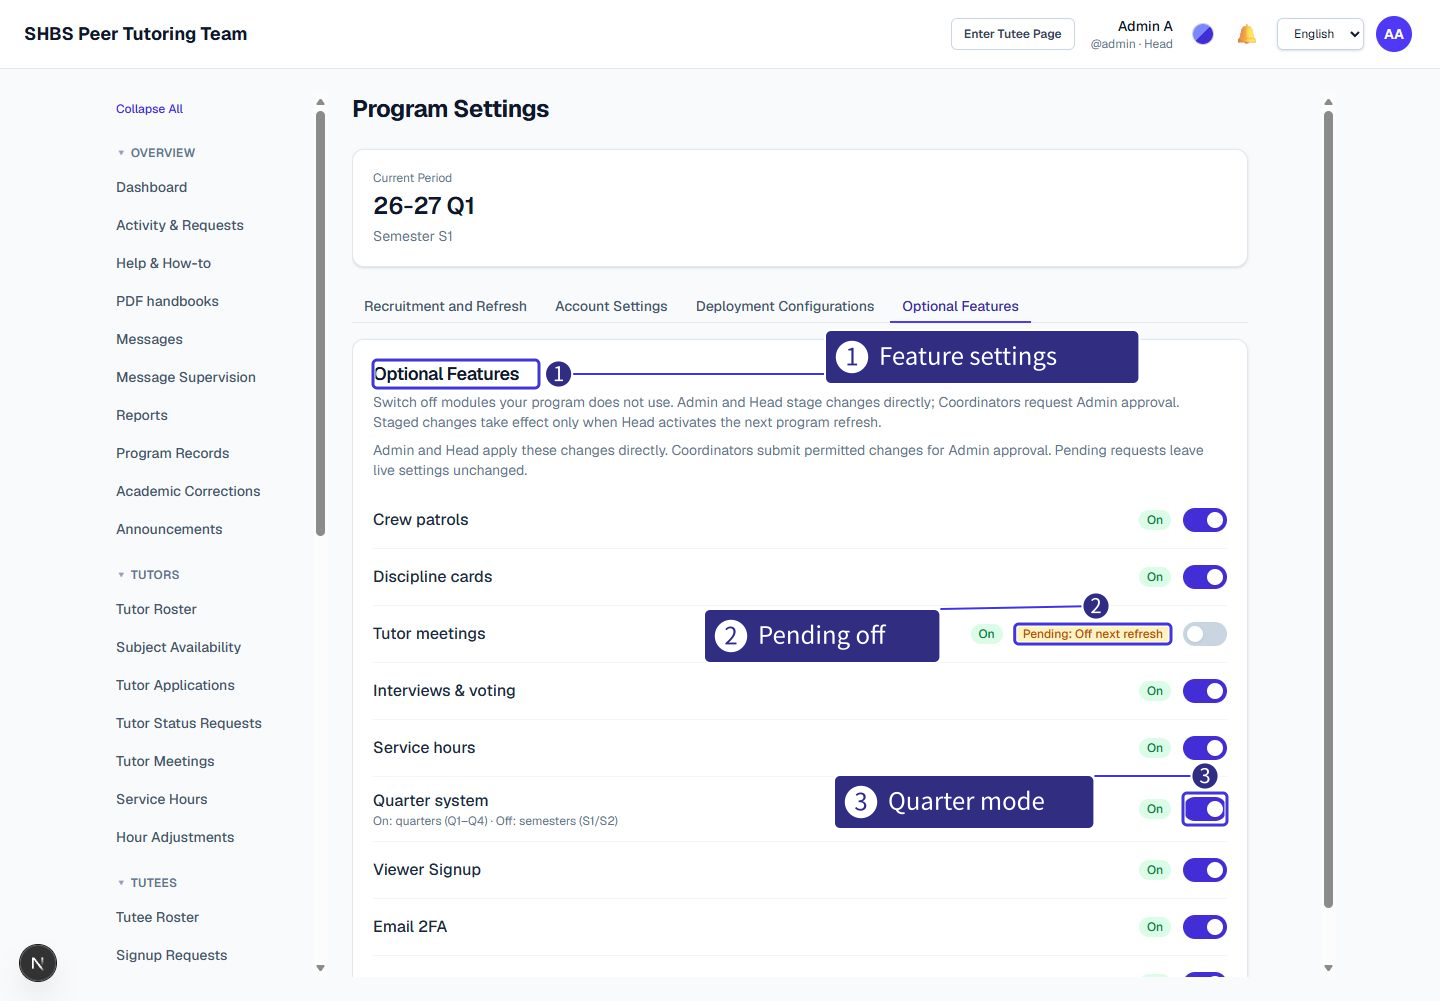 SHBS Peer Tutoring Team
Enter Tutee Page
Admin A
@admin · Head
English
AA
Collapse All
OVERVIEW
Dashboard
Activity & Requests
Help & How-to
PDF handbooks
Messages
Message Supervision
Reports
Program Records
Academic Corrections
Announcements
TUTORS
Tutor Roster
Subject Availability
Tutor Applications
Tutor Status Requests
Tutor Meetings
Service Hours
Hour Adjustments
TUTEES
Tutee Roster
Signup Requests
N
Program Settings
Current Period
26-27 Q1
Semester S1
Recruitment and Refresh
Account Settings
Deployment Configurations
Optional Features
Optional Features
1
1 Feature settings
Switch off modules your program does not use. Admin and Head stage changes directly; Coordinators request Admin approval.
Staged changes take effect only when Head activates the next program refresh.
Admin and Head apply these changes directly. Coordinators submit permitted changes for Admin approval. Pending requests leave
live settings unchanged.
Crew patrols
On
Discipline cards
On
2
Tutor meetings
2 Pending off
On
Pending: Off next refresh
Interviews & voting
On
Service hours
On
3
Quarter system
On: quarters (Q1–Q4) · Off: semesters (S1/S2)
3 Quarter mode
On
Viewer Signup
On
Email 2FA
On